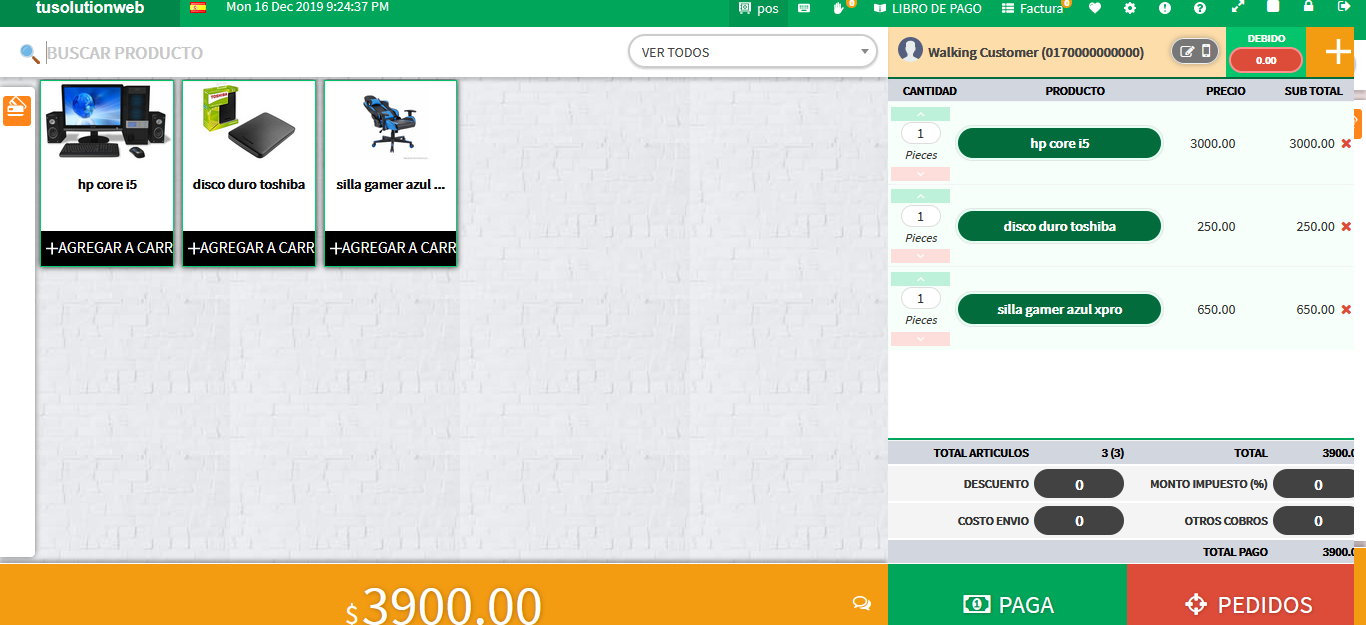 tusolutionweb
Mon 16 Dec 2019 9:24:37 PM
pos
0
LIBRO DE PAGO
Factura
0
BUSCAR PRODUCTO
VER TODOS
Walking Customer (0170000000000)
DEBIDO
0.00
hp core i5
+AGREGAR A CARR
disco duro toshiba
+AGREGAR A CARR
silla gamer azul ...
+AGREGAR A CARR
CANTIDAD PRODUCTO PRECIO SUB TOTAL
1
Pieces
hp core i5 3000.00 3000.00
1
Pieces
disco duro toshiba 250.00 250.00
1
Pieces
silla gamer azul xpro 650.00 650.00
TOTAL ARTICULOS 3 (3) TOTAL 3900.0
DESCUENTO 0 MONTO IMPUESTO (%) 0
COSTO ENVIO 0 OTROS COBROS 0
TOTAL PAGO 3900.0
$ 3900.00
PAGA
PEDIDOS